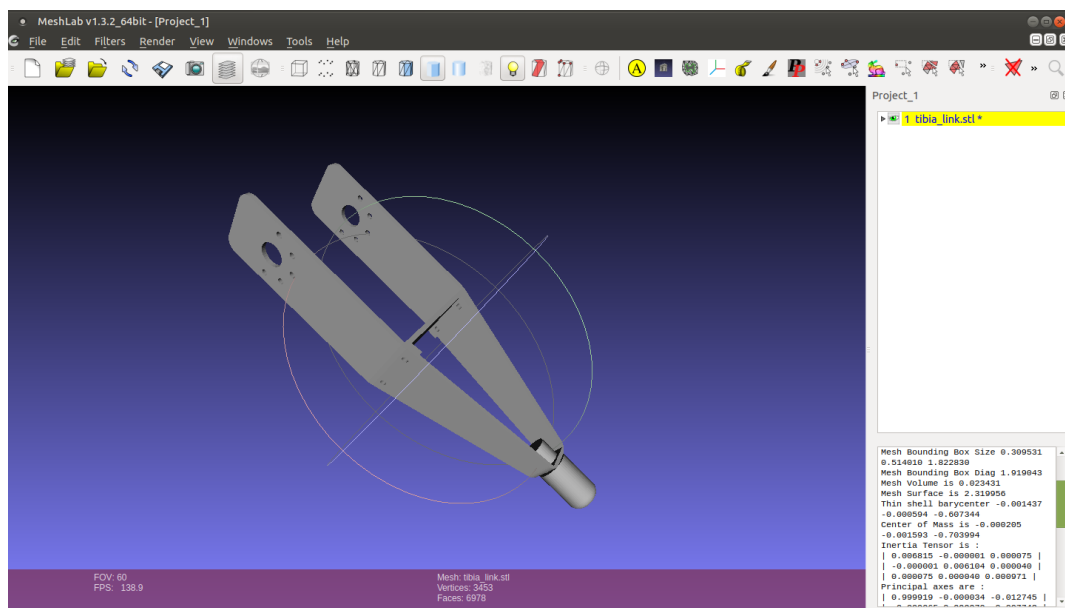 MeshLab v1.3.2_64bit - [Project_1]
File Edit Filters Render View Windows Tools Help
A
Project_1
1 tibia_link.stl *
Mesh Bounding Box Size 0.309531
0.514010 1.822830
Mesh Bounding Box Diag 1.919043
Mesh Volume is 0.023431
Mesh Surface is 2.319956
Thin shell barycenter -0.001437
-0.000594 -0.607344
Center of Mass is -0.000205
-0.001593 -0.703994
Inertia Tensor is :
| 0.006815 -0.000001 0.000075 |
| -0.000001 0.006104 0.000040 |
| 0.000075 0.000040 0.000971 |
Principal axes are :
| 0.999919 -0.000034 -0.012745 |
FOV: 60
FPS: 138.9
Mesh: tibia_link.stl
Vertices: 3453
Faces: 6978